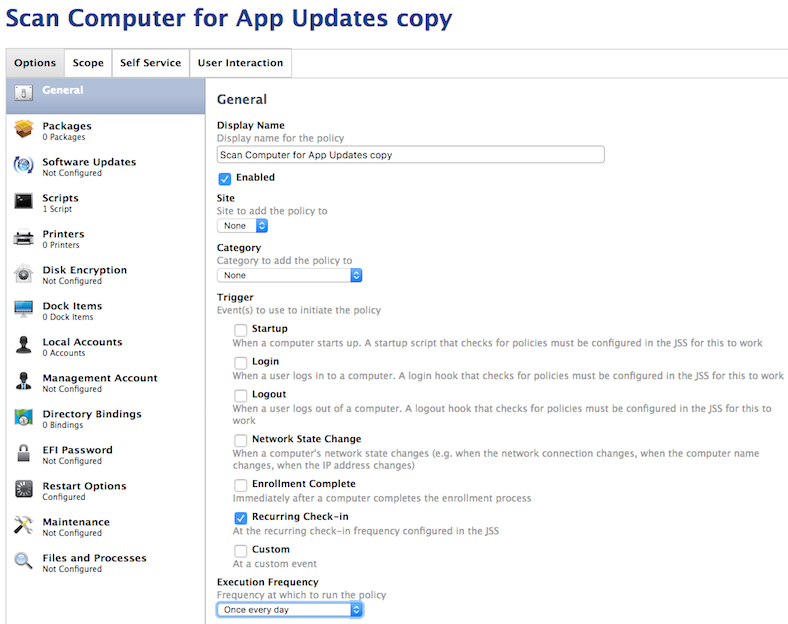 Scan Computer for App Updates copy
Options
Scope
Self Service
User Interaction
General
Packages
0 Packages
Software Updates
Not Configured
Scripts
1 Script
Printers
0 Printers
Disk Encryption
Not Configured
Dock Items
0 Dock Items
Local Accounts
0 Accounts
Management Account
Not Configured
Directory Bindings
0 Bindings
EFI Password
Not Configured
Restart Options
Configured
Maintenance
Not Configured
Files and Processes
Not Configured
General
Display Name
Display name for the policy
Scan Computer for App Updates copy
Enabled
Site
Site to add the policy to
None
Category
Category to add the policy to
None
Trigger
Event(s) to use to initiate the policy
Startup
When a computer starts up. A startup script that checks for policies must be configured in the JSS for this to work
Login
When a user logs in to a computer. A login hook that checks for policies must be configured in the JSS for this to work
Logout
When a user logs out of a computer. A logout hook that checks for policies must be configured in the JSS for this to
work
Network State Change
When a computer's network state changes (e.g. when the network connection changes, when the computer name
changes, when the IP address changes)
Enrollment Complete
Immediately after a computer completes the enrollment process
Recurring Check-in
At the recurring check-in frequency configured in the JSS
Custom
At a custom event
Execution Frequency
Frequency at which to run the policy
Once every day